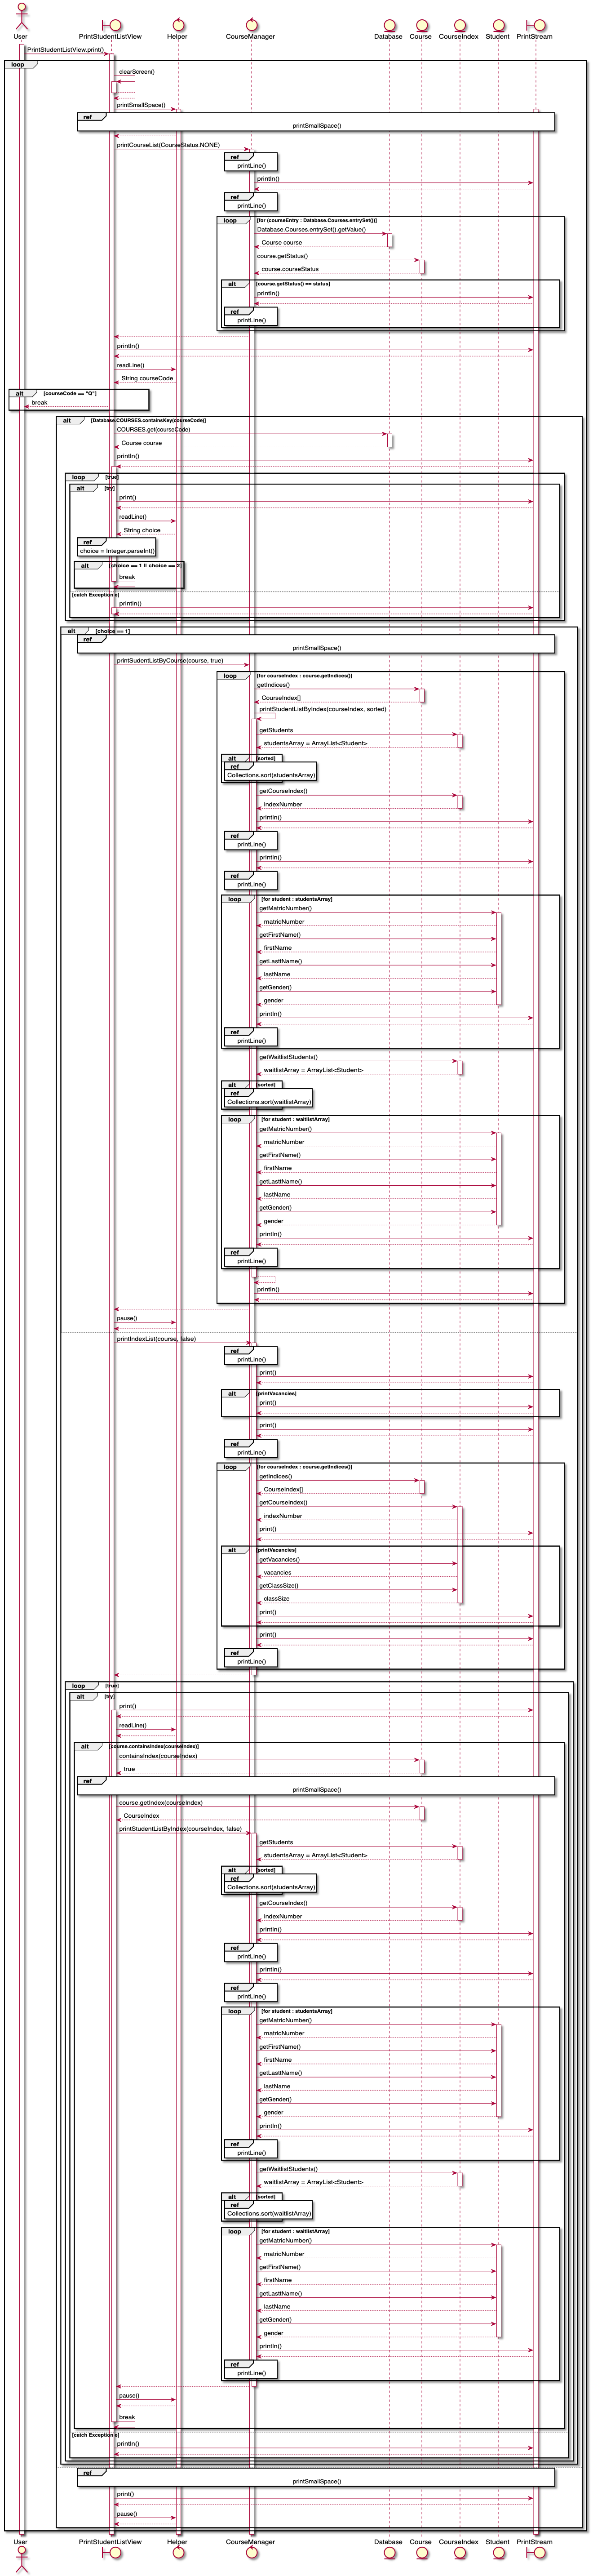 User PrintStudentListView Helper CourseManager Database Course CourseIndex Student PrintStream
PrintStudentListView.print()
loop
clearScreen()
printSmallSpace()
ref
printSmallSpace()
printCourseList(CourseStatus.NONE)
ref
printLine()
println()
ref
printLine()
loop [for (courseEntry : Database.Courses.entrySet())]
Database.Courses.entrySet().getValue()
Course course
course.getStatus()
course.courseStatus
alt [course.getStatus() == status]
println()
ref
printLine()
println()
readLine()
String courseCode
alt [courseCode == "Q"]
break
alt [Database.COURSES.containsKey(courseCode)]
COURSES.get(courseCode)
Course course
println()
loop [true]
alt [try]
print()
readLine()
String choice
ref
choice = Integer.parseInt()
alt [choice == 1 || choice == 2]
break
[catch Exception e]
println()
alt [choice == 1]
ref
printSmallSpace()
printSudentListByCourse(course, true)
loop [for courseIndex : course.getIndices()]
getIndices()
CourseIndex[]
printStudentListByIndex(courseIndex, sorted)
getStudents
studentsArray = ArrayList<Student>
alt [sorted]
ref
Collections.sort(studentsArray)
getCourseIndex()
indexNumber
println()
ref
printLine()
println()
ref
printLine()
loop [for student : studentsArray]
getMatricNumber()
matricNumber
getFirstName()
firstName
getLasttName()
lastName
getGender()
gender
println()
ref
printLine()
getWaitlistStudents()
waitlistArray = ArrayList<Student>
alt [sorted]
ref
Collections.sort(waitlistArray)
loop [for student : waitlistArray]
getMatricNumber()
matricNumber
getFirstName()
firstName
getLasttName()
lastName
getGender()
gender
println()
ref
printLine()
println()
pause()
printIndexList(course, false)
ref
printLine()
print()
alt [printVacancies]
print()
print()
ref
printLine()
loop [for courseIndex : course.getIndices()]
getIndices()
CourseIndex[]
getCourseIndex()
indexNumber
print()
alt [printVacancies]
getVacancies()
vacancies
getClassSize()
classSize
print()
print()
ref
printLine()
loop [true]
alt [try]
print()
readLine()
alt [course.containsIndex(courseIndex)]
containsIndex(courseIndex)
true
ref
printSmallSpace()
course.getIndex(courseIndex)
CourseIndex
printStudentListByIndex(courseIndex, false)
getStudents
studentsArray = ArrayList<Student>
alt [sorted]
ref
Collections.sort(studentsArray)
getCourseIndex()
indexNumber
println()
ref
printLine()
println()
ref
printLine()
loop [for student : studentsArray]
getMatricNumber()
matricNumber
getFirstName()
firstName
getLasttName()
lastName
getGender()
gender
println()
ref
printLine()
getWaitlistStudents()
waitlistArray = ArrayList<Student>
alt [sorted]
ref
Collections.sort(waitlistArray)
loop [for student : waitlistArray]
getMatricNumber()
matricNumber
getFirstName()
firstName
getLasttName()
lastName
getGender()
gender
println()
ref
printLine()
pause()
break
[catch Exception e]
println()
ref
printSmallSpace()
print()
pause()
User PrintStudentListView Helper CourseManager Database Course CourseIndex Student PrintStream